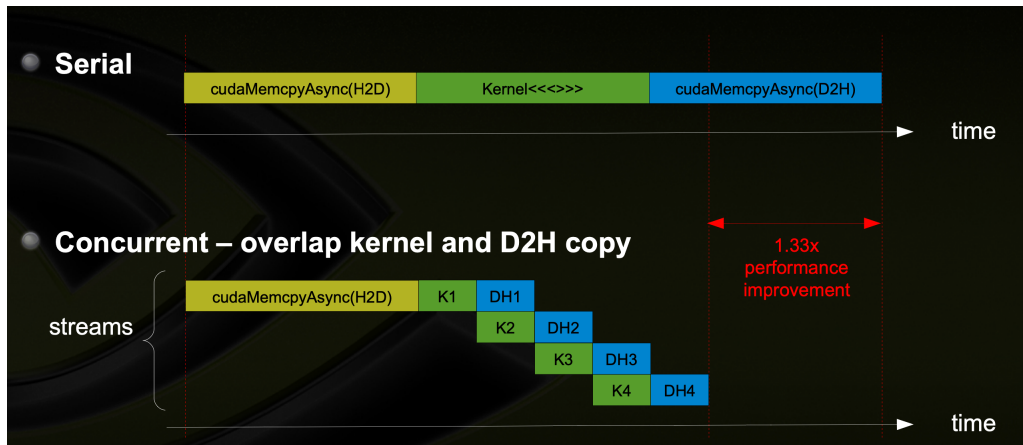 Serial
cudaMemcpyAsync(H2D)
Kernel<<<>>>
cudaMemcpyAsync(D2H)
time
Concurrent – overlap kernel and D2H copy
1.33x
performance
improvement
streams
cudaMemcpyAsync(H2D)
K1
DH1
K2
DH2
K3
DH3
K4
DH4
time